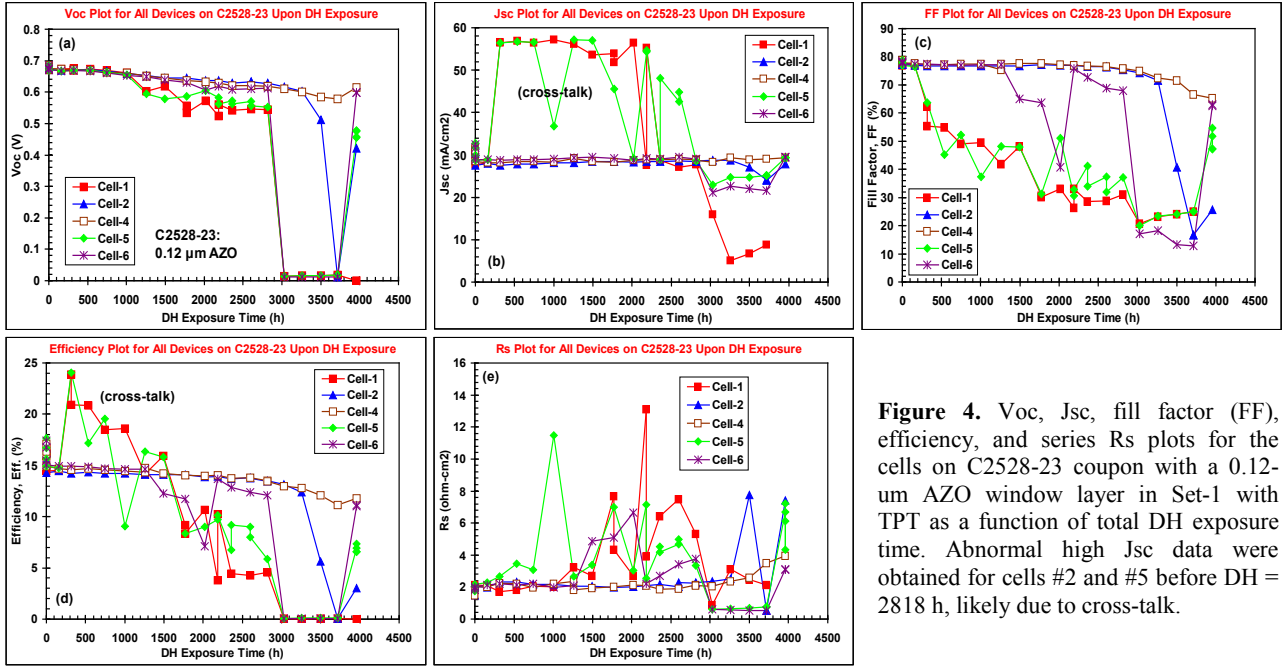 Voc Plot for All Devices on C2528-23 Upon DH Exposure
(a)
0.8
0.7
0.6
0.5
0.4
0.3
0.2
0.1
0
Voc (V)
Cell-1
Cell-2
Cell-4
Cell-5
Cell-6
C2528-23:
0.12 µm AZO
0 500 1000 1500 2000 2500 3000 3500 4000 4500
DH Exposure Time (h)
Jsc Plot for All Devices on C2528-23 Upon DH Exposure
60
50
40
30
20
10
0
Jsc (mA/cm2)
(cross-talk)
Cell-1
Cell-2
Cell-4
Cell-5
Cell-6
(b)
0 500 1000 1500 2000 2500 3000 3500 4000 4500
DH Exposure Time (h)
FF Plot for All Devices on C2528-23 Upon DH Exposure
(c)
90
80
70
60
50
40
30
20
10
0
Fill Factor, FF (%)
Cell-1
Cell-2
Cell-4
Cell-5
Cell-6
0 500 1000 1500 2000 2500 3000 3500 4000 4500
DH Exposure Time (h)
Efficiency Plot for All Devices on C2528-23 Upon DH Exposure
25
20
15
10
5
0
Efficiency, Eff. (%)
(cross-talk)
Cell-1
Cell-2
Cell-4
Cell-5
Cell-6
(d)
0 500 1000 1500 2000 2500 3000 3500 4000 4500
DH Exposure Time (h)
Rs Plot for All Devices on C2528-23 Upon DH Exposure
(e)
16
14
12
10
8
6
4
2
0
Rs (ohm-cm2)
Cell-1
Cell-2
Cell-4
Cell-5
Cell-6
0 500 1000 1500 2000 2500 3000 3500 4000 4500
DH Exposure Time (h)
Figure 4. Voc, Jsc, fill factor (FF),
efficiency, and series Rs plots for the
cells on C2528-23 coupon with a 0.12-
um AZO window layer in Set-1 with
TPT as a function of total DH exposure
time. Abnormal high Jsc data were
obtained for cells #2 and #5 before DH =
2818 h, likely due to cross-talk.